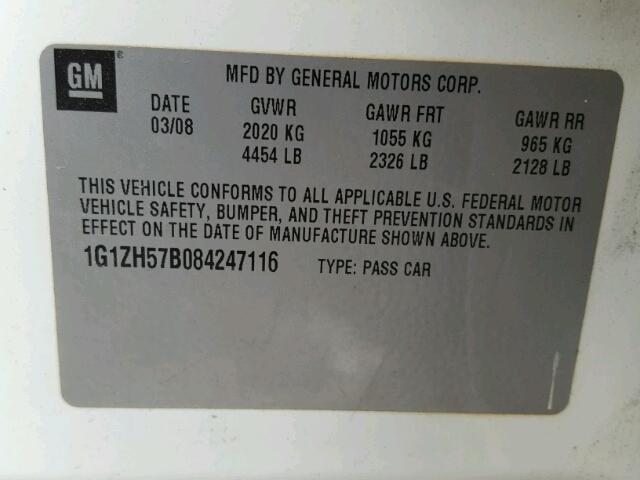 GM ®
MFD BY GENERAL MOTORS CORP.
DATE GVWR GAWR FRT GAWR RR
03/08 2020 KG 1055 KG 965 KG
4454 LB 2326 LB 2128 LB
THIS VEHICLE CONFORMS TO ALL APPLICABLE U.S. FEDERAL MOTOR
VEHICLE SAFETY, BUMPER, AND THEFT PREVENTION STANDARDS IN
EFFECT ON THE DATE OF MANUFACTURE SHOWN ABOVE.
1G1ZH57B084247116 TYPE: PASS CAR